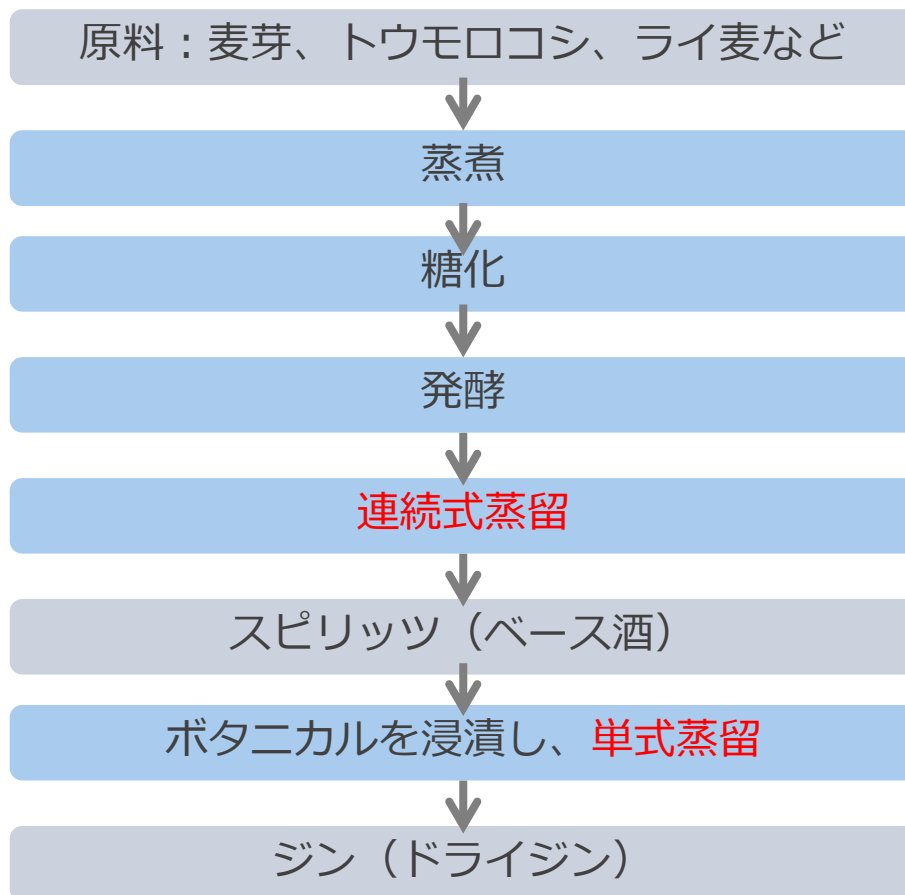 原料：麦芽、トウモロコシ、ライ麦など
蒸煮
糖化
発酵
連続式蒸留
スピリッツ（ベース酒）
ボタニカルを浸漬し、単式蒸留
ジン（ドライジン）